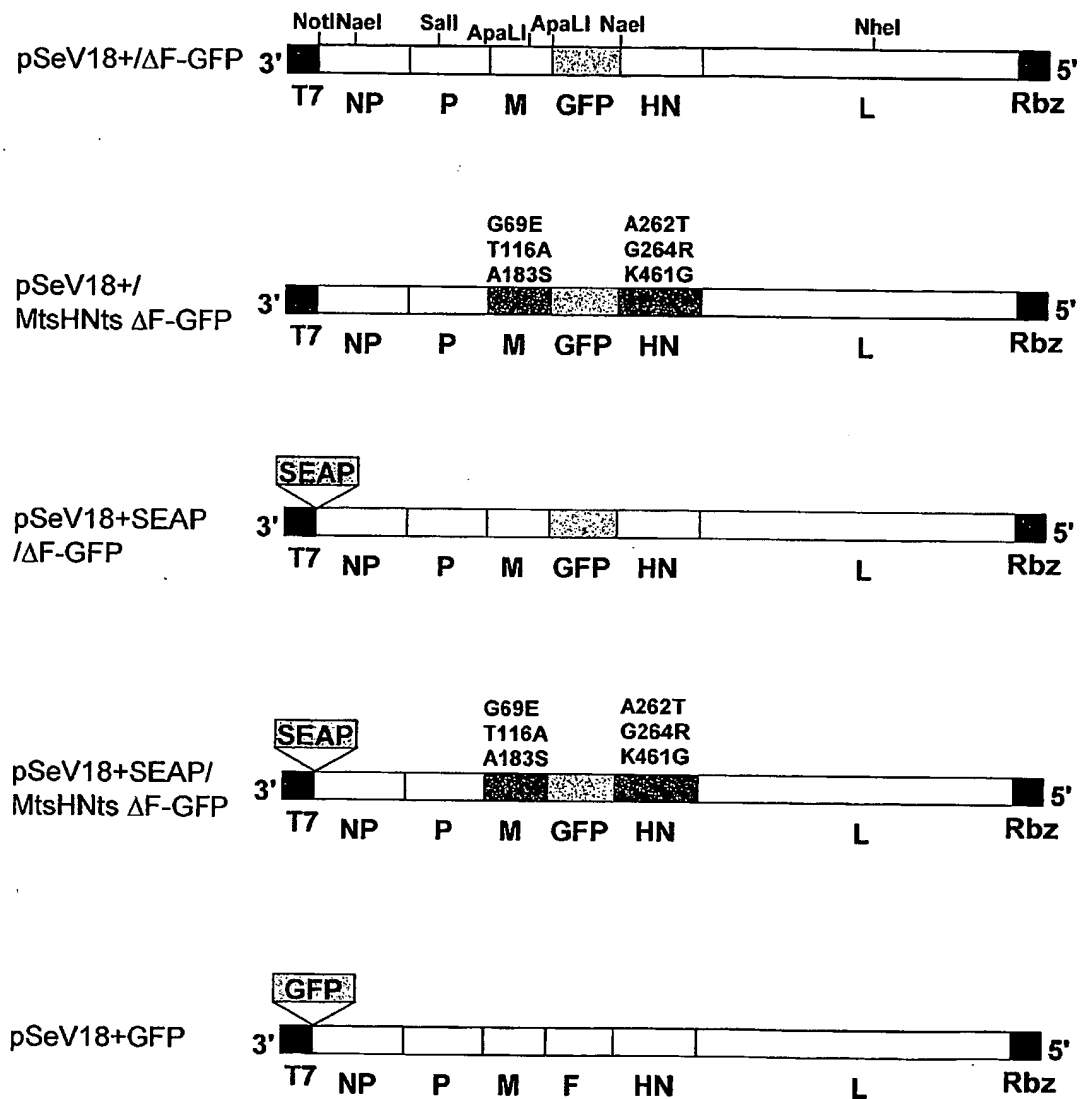 NotI NaeI SalI ApaLI ApaLI NaeI NheI
pSeV18+/ΔF-GFP 3' 5'
T7 NP P M GFP HN L Rbz
G69E A262T
T116A G264R
A183S K461G
pSeV18+/
MtsHNts ΔF-GFP 3' 5'
T7 NP P M GFP HN L Rbz
SEAP
pSeV18+SEAP
/ΔF-GFP 3' 5'
T7 NP P M GFP HN L Rbz
G69E A262T
T116A G264R
A183S K461G
SEAP
pSeV18+SEAP/
MtsHNts ΔF-GFP 3' 5'
T7 NP P M GFP HN L Rbz
GFP
pSeV18+GFP 3' 5'
T7 NP P M F HN L Rbz